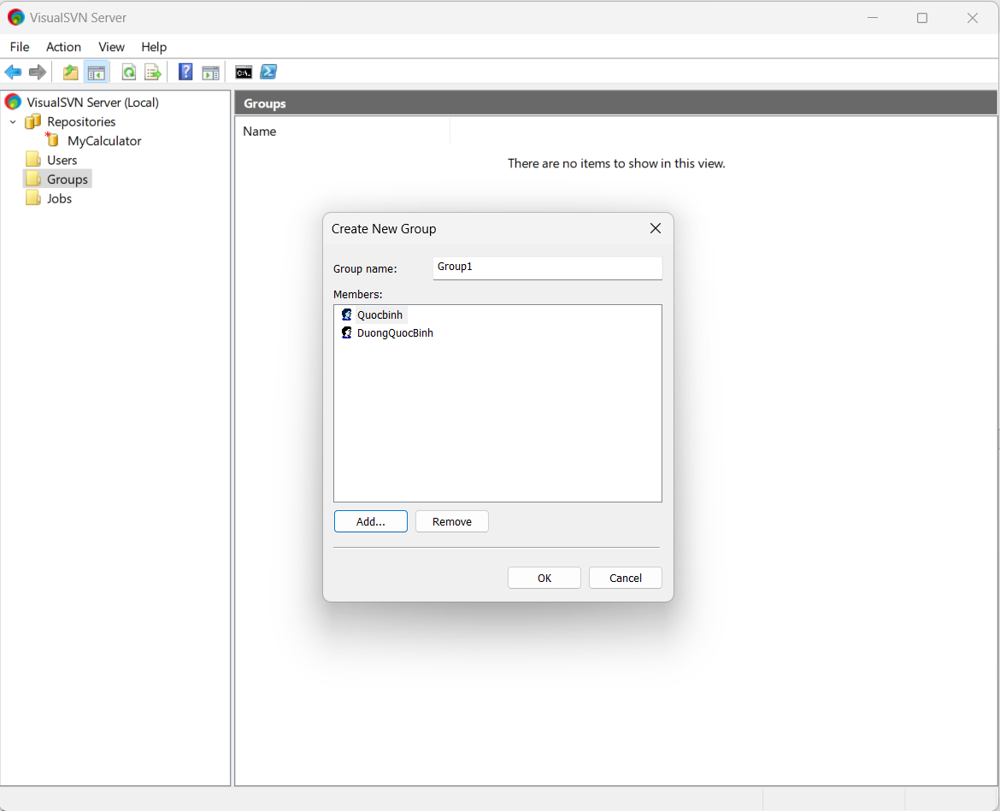 VisualSVN Server
File Action View Help
VisualSVN Server (Local)
Repositories
MyCalculator
Users
Groups
Jobs
Groups
Name
There are no items to show in this view.
Create New Group
Group name: Group1
Members:
Quocbinh
DuongQuocBinh
Add... Remove
OK Cancel